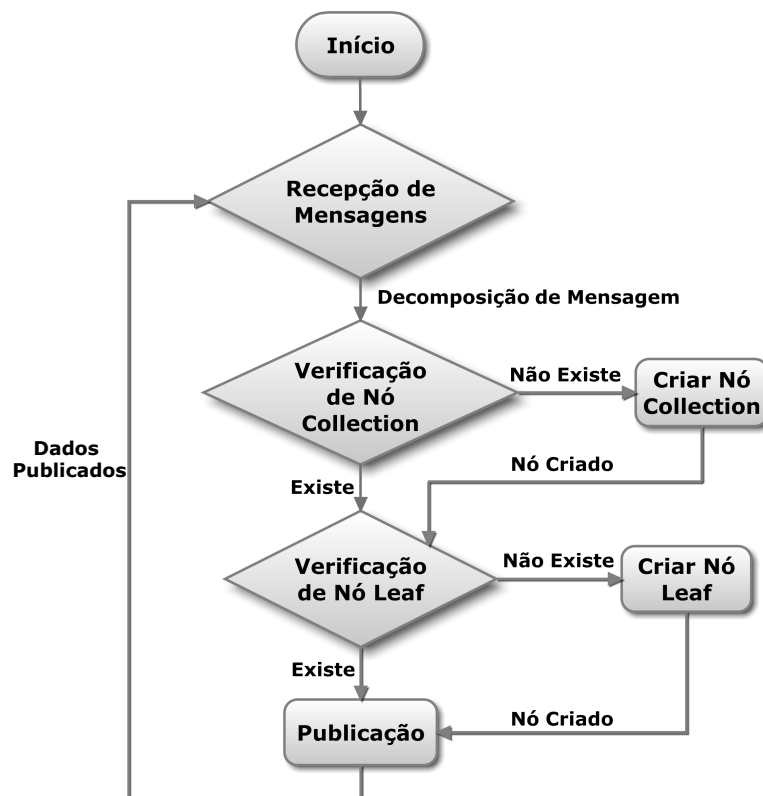 Início
Recepção de
Mensagens
Decomposição de Mensagem
Verificação
de Nó
Collection
Não Existe
Criar Nó
Collection
Dados
Publicados
Nó Criado
Existe
Verificação
de Nó Leaf
Não Existe
Criar Nó
Leaf
Existe
Publicação
Nó Criado